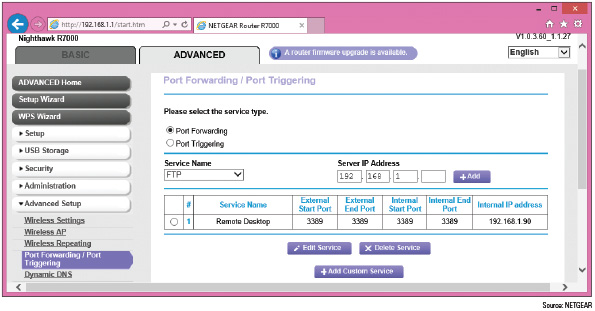 http://192.168.1.1/start.htm
NETGEAR Router R7000
Nighthawk R7000
V1.0.3.60_1.1.27
BASIC
ADVANCED
A router firmware upgrade is available.
English
ADVANCED Home
Setup Wizard
WPS Wizard
Setup
USB Storage
Security
Administration
Advanced Setup
Wireless Settings
Wireless AP
Wireless Repeating
Port Forwarding / Port
Triggering
Dynamic DNS
Port Forwarding / Port Triggering
Please select the service type.
Port Forwarding
Port Triggering
Service Name
Server IP Address
FTP
192 . 168 . 1 .
+ Add
# Service Name External Start Port External End Port Internal Start Port Internal End Port Internal IP address
1 Remote Desktop 3389 3389 3389 3389 192.168.1.90
Edit Service
X Delete Service
+ Add Custom Service
Source: NETGEAR